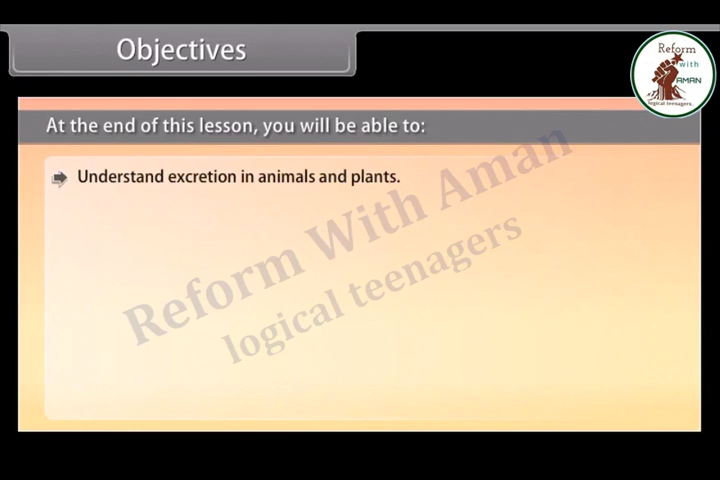 Objectives
Reform
with
AMAN
logical teenagers.
At the end of this lesson, you will be able to:
Understand excretion in animals and plants.
Reform With Aman
logical teenagers